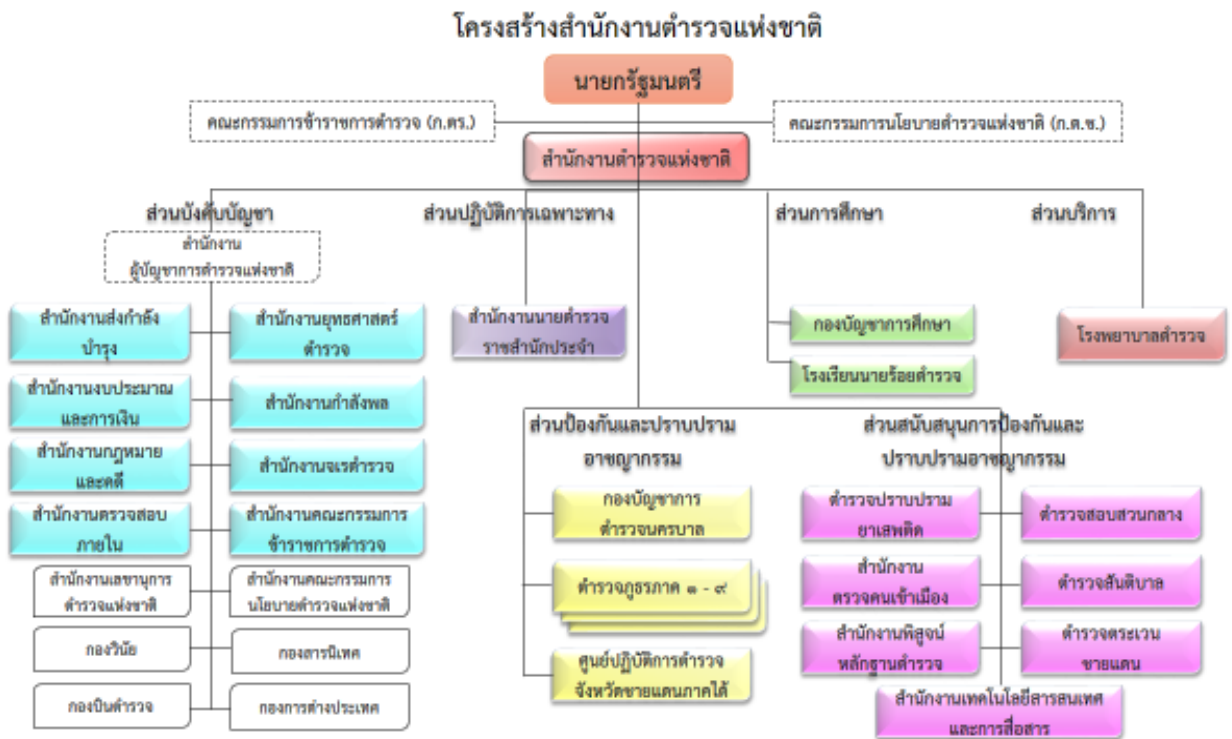 โครงสร้างสำนักงานตำรวจแห่งชาติ
นายกรัฐมนตรี
คณะกรรมการข้าราชการตำรวจ (ก.ตร.)
คณะกรรมการนโยบายตำรวจแห่งชาติ (ก.ต.ช.)
สำนักงานตำรวจแห่งชาติ
ส่วนบังคับบัญชา
ส่วนปฏิบัติการเฉพาะทาง
ส่วนการศึกษา
ส่วนบริการ
สำนักงาน
ผู้บัญชาการตำรวจแห่งชาติ
สำนักงานส่งกำลัง
บำรุง
สำนักงานยุทธศาสตร์
ตำรวจ
สำนักงานงบประมาณ
และการเงิน
สำนักงานกำลังพล
สำนักงานกฎหมาย
และคดี
สำนักงานจเรตำรวจ
สำนักงานตรวจสอบ
ภายใน
สำนักงานคณะกรรมการ
ข้าราชการตำรวจ
สำนักงานเลขานุการ
ตำรวจแห่งชาติ
สำนักงานคณะกรรมการ
นโยบายตำรวจแห่งชาติ
กองวินัย
กองสารนิเทศ
กองบินตำรวจ
กองการต่างประเทศ
สำนักงานนายตำรวจ
ราชสำนักประจำ
กองบัญชาการศึกษา
โรงเรียนนายร้อยตำรวจ
โรงพยาบาลตำรวจ
ส่วนป้องกันและปราบปราม
อาชญากรรม
กองบัญชาการ
ตำรวจนครบาล
ตำรวจภูธรภาค ๑ - ๙
ศูนย์ปฏิบัติการตำรวจ
จังหวัดชายแดนภาคใต้
ส่วนสนับสนุนการป้องกันและ
ปราบปรามอาชญากรรม
ตำรวจปราบปราม
ยาเสพติด
ตำรวจสอบสวนกลาง
สำนักงาน
ตรวจคนเข้าเมือง
ตำรวจสันติบาล
สำนักงานพิสูจน์
หลักฐานตำรวจ
ตำรวจตระเวน
ชายแดน
สำนักงานเทคโนโลยีสารสนเทศ
และการสื่อสาร